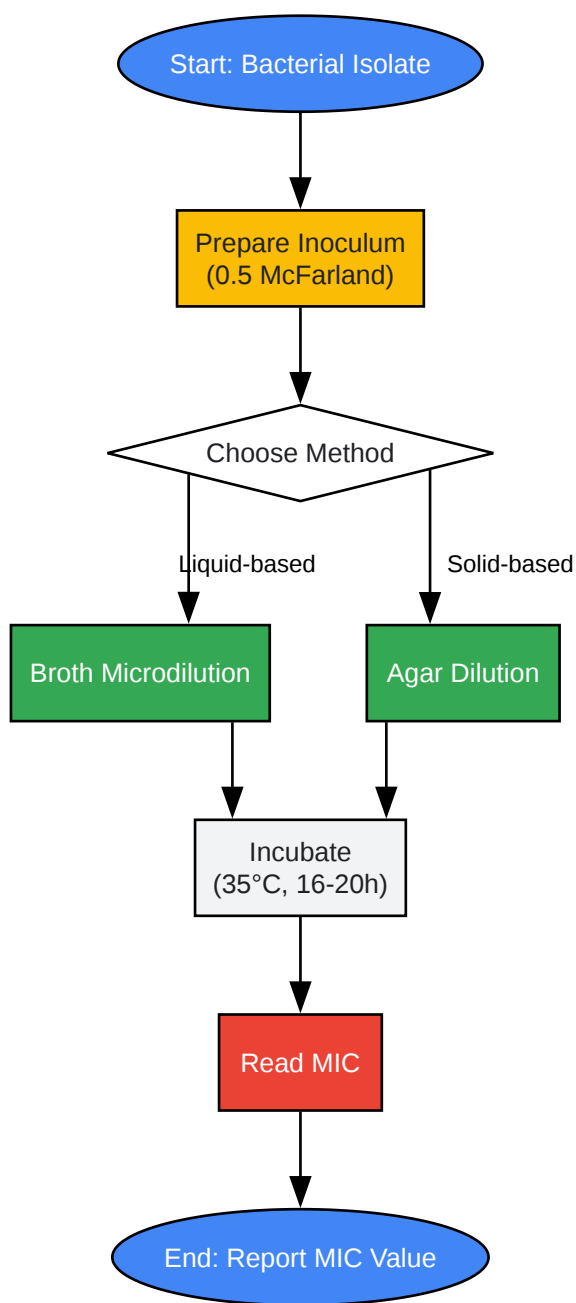 Start: Bacterial Isolate
Prepare Inoculum
(0.5 McFarland)
Choose Method
Liquid-based
Solid-based
Broth Microdilution
Agar Dilution
Incubate
(35°C, 16-20h)
Read MIC
End: Report MIC Value